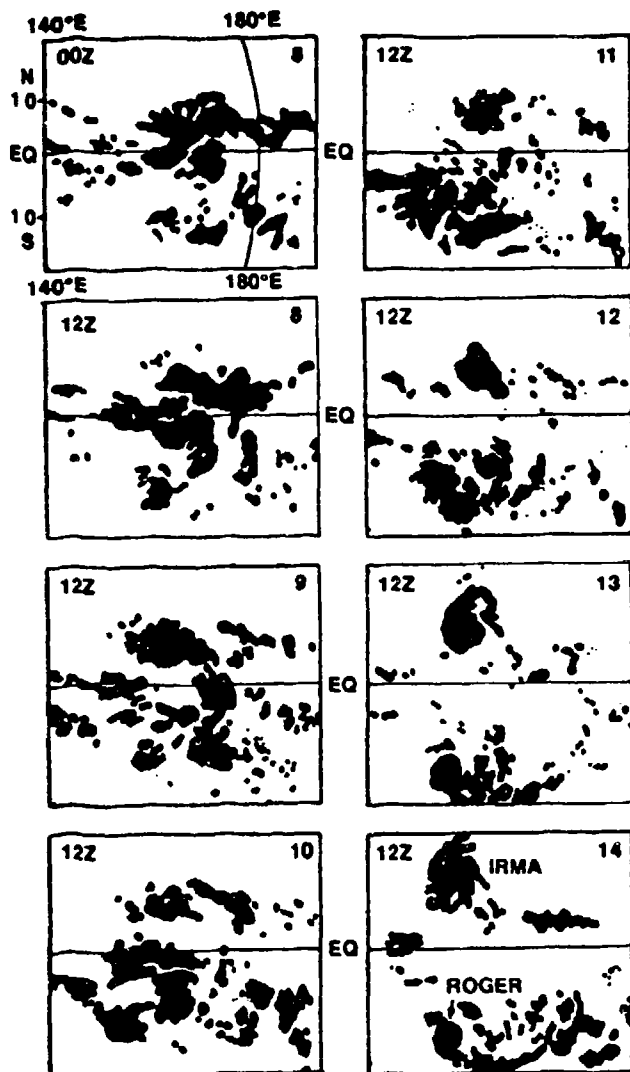 140°E 180°E
00Z 8
N
10
EQ
10
S
140°E 180°E
12Z 8
12Z 9
12Z 10
12Z 11
EQ
12Z 12
EQ
12Z 13
EQ
12Z 14
IRMA
EQ
ROGER